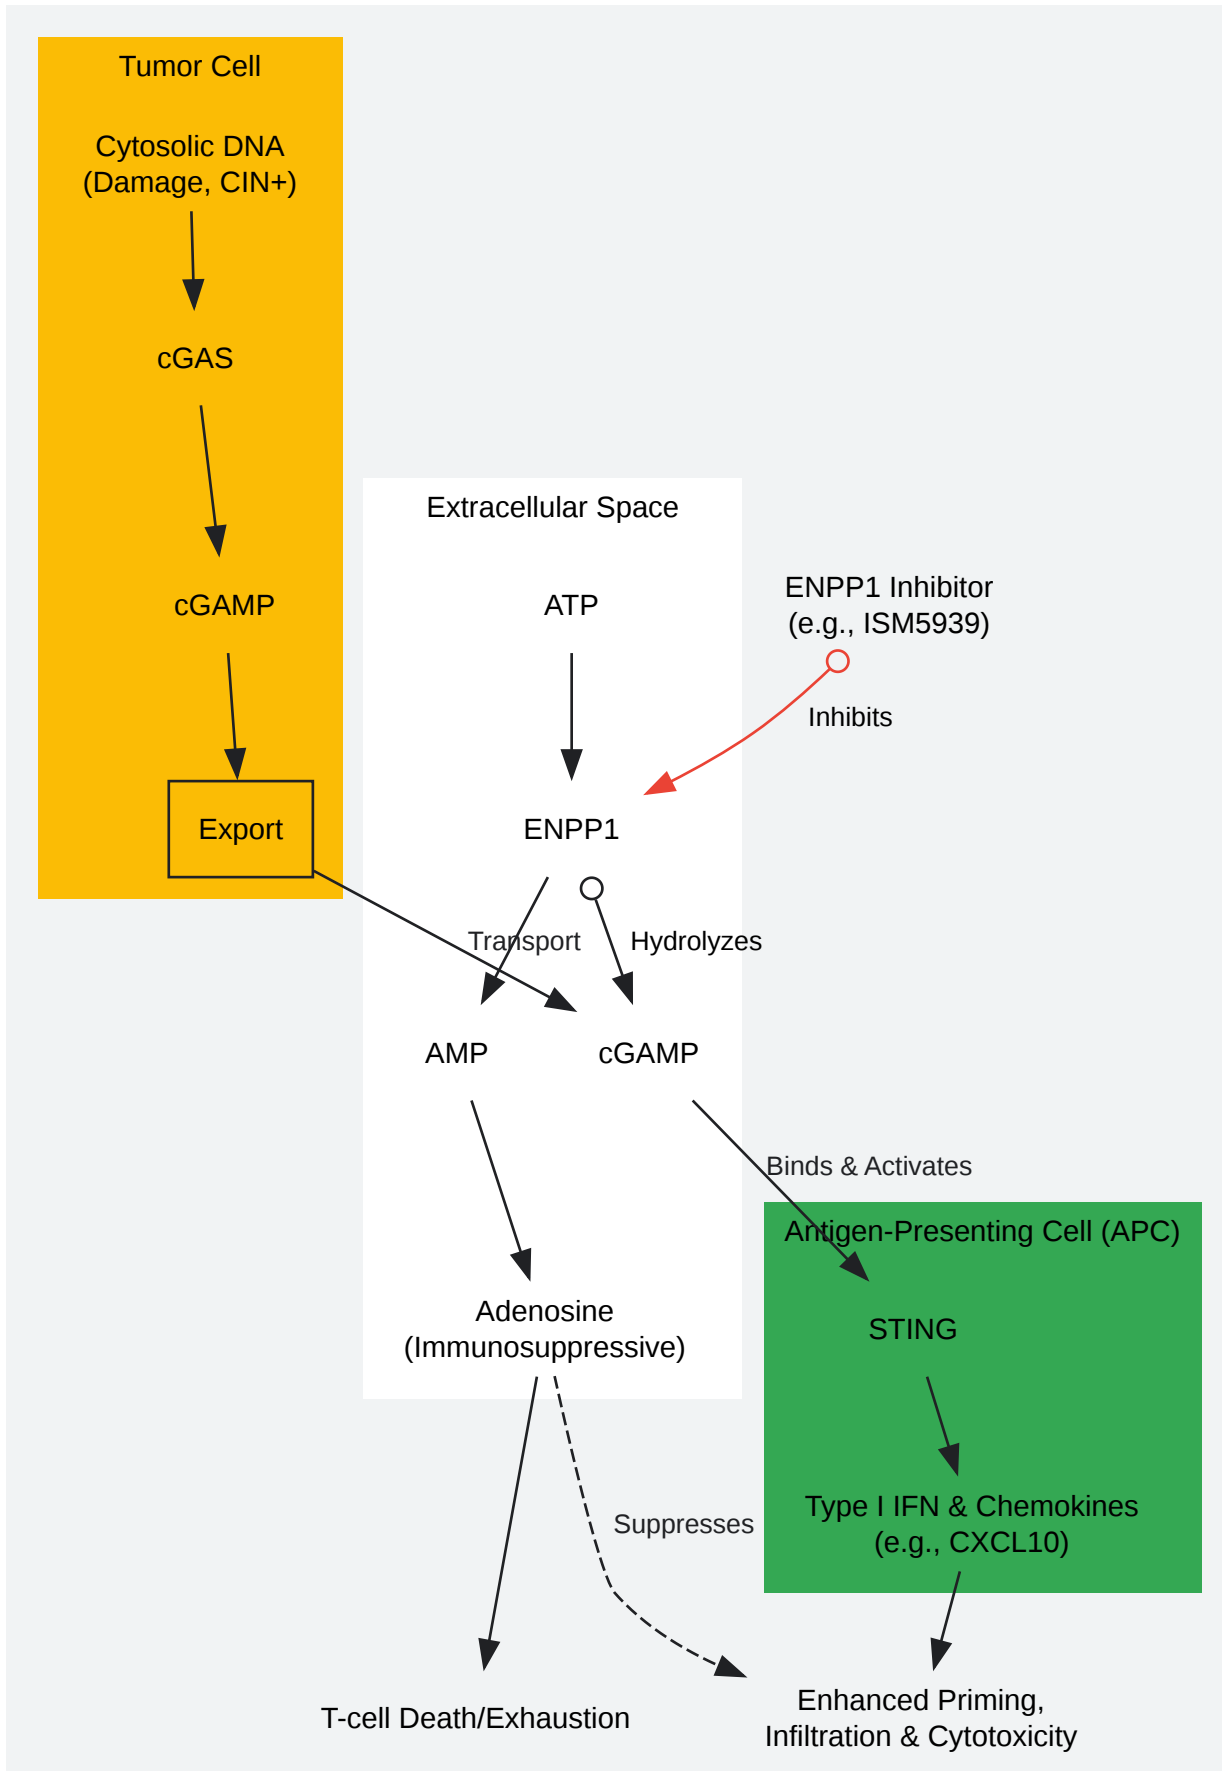 Tumor Cell
Cytosolic DNA
(Damage, CIN+)
cGAS
cGAMP
Export
Extracellular Space
ATP
ENPP1 Inhibitor
(e.g., ISM5939)
Inhibits
ENPP1
Transport
Hydrolyzes
AMP
cGAMP
Binds & Activates
Antigen-Presenting Cell (APC)
Adenosine
(Immunosuppressive)
STING
Type I IFN & Chemokines
(e.g., CXCL10)
Suppresses
T-cell Death/Exhaustion
Enhanced Priming,
Infiltration & Cytotoxicity